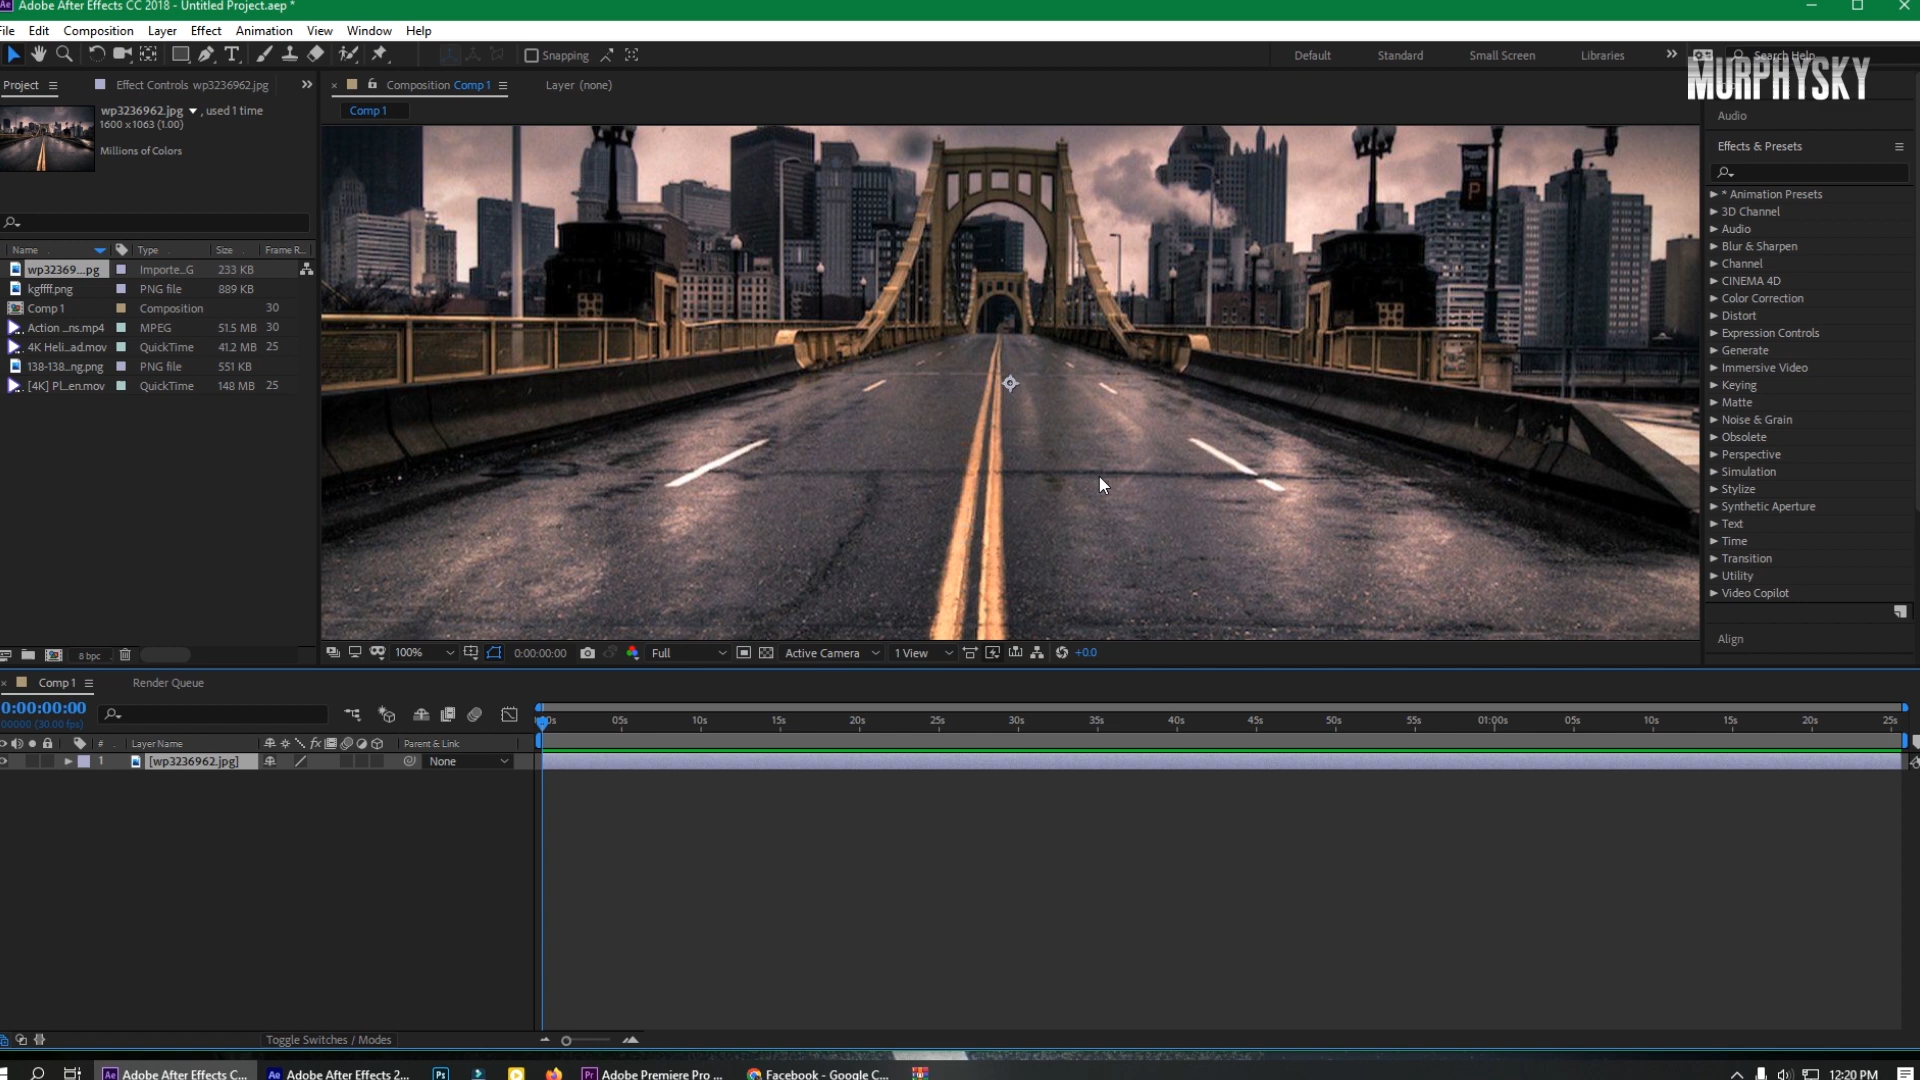 Adobe After Effects CC 2018 - Untitled Project.aep *
File Edit Composition Layer Effect Animation View Window Help
Snapping
Default Standard Small Screen Libraries Search Help
MURPHYSKY
Project
Effect Controls wp3236962.jpg
Composition Comp 1
Layer (none)
wp3236962.jpg , used 1 time
1600 x1063 (1.00)
Millions of Colors
Comp 1
Audio
Effects & Presets
* Animation Presets
3D Channel
Audio
Blur & Sharpen
Channel
CINEMA 4D
Color Correction
Distort
Expression Controls
Generate
Immersive Video
Keying
Matte
Noise & Grain
Obsolete
Perspective
Simulation
Stylize
Synthetic Aperture
Text
Time
Transition
Utility
Video Copilot
Align
Name Type Size Frame R...
wp32369...pg Importe...G 233 KB
kgffff.png PNG file 889 KB
Comp 1 Composition 30
Action ...ns.mp4 MPEG 51.5 MB 30
4K Heli...ad.mov QuickTime 41.2 MB 25
138-138...ng.png PNG file 551 KB
[4K] Pl...en.mov QuickTime 148 MB 25
P
8 bpc
100% 0:00:00:00 Full Active Camera 1 View +0.0
Comp 1 Render Queue
0:00:00:00
00000 (30.00 fps)
05s 10s 15s 20s 25s 30s 35s 40s 45s 50s 55s 01:00s 05s 10s 15s 20s 25s
# Layer Name fx Parent & Link
1 [wp3236962.jpg] None
Toggle Switches / Modes
Ae Adobe After Effects C... Ae Adobe After Effects 2... Ps Pr Adobe Premiere Pro ... Facebook - Google C... 12:20 PM